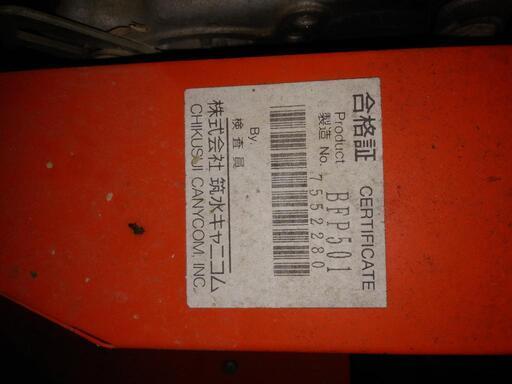 合格証 CERTIFICATE
Product BFP501
製造 No. 7552280
By.
検査員
株式会社 筑水キャニコム
CHIKUSUI CANYCOM, INC.